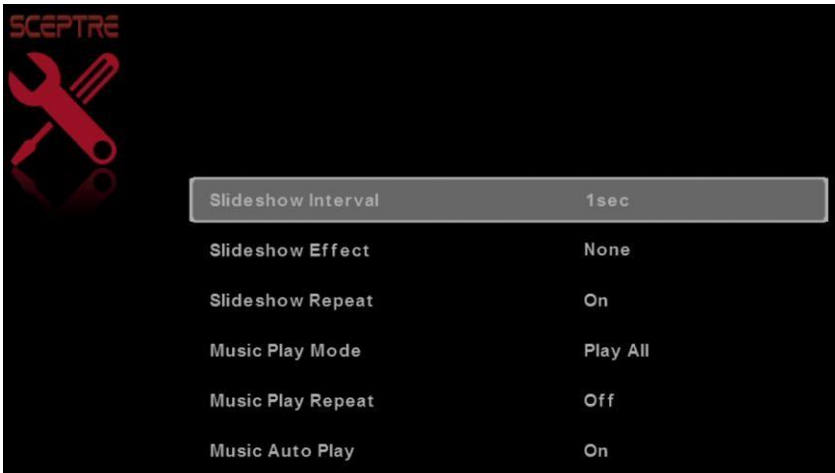 SCEPTRE
Slideshow Interval 1sec
Slideshow Effect None
Slideshow Repeat On
Music Play Mode Play All
Music Play Repeat Off
Music Auto Play On